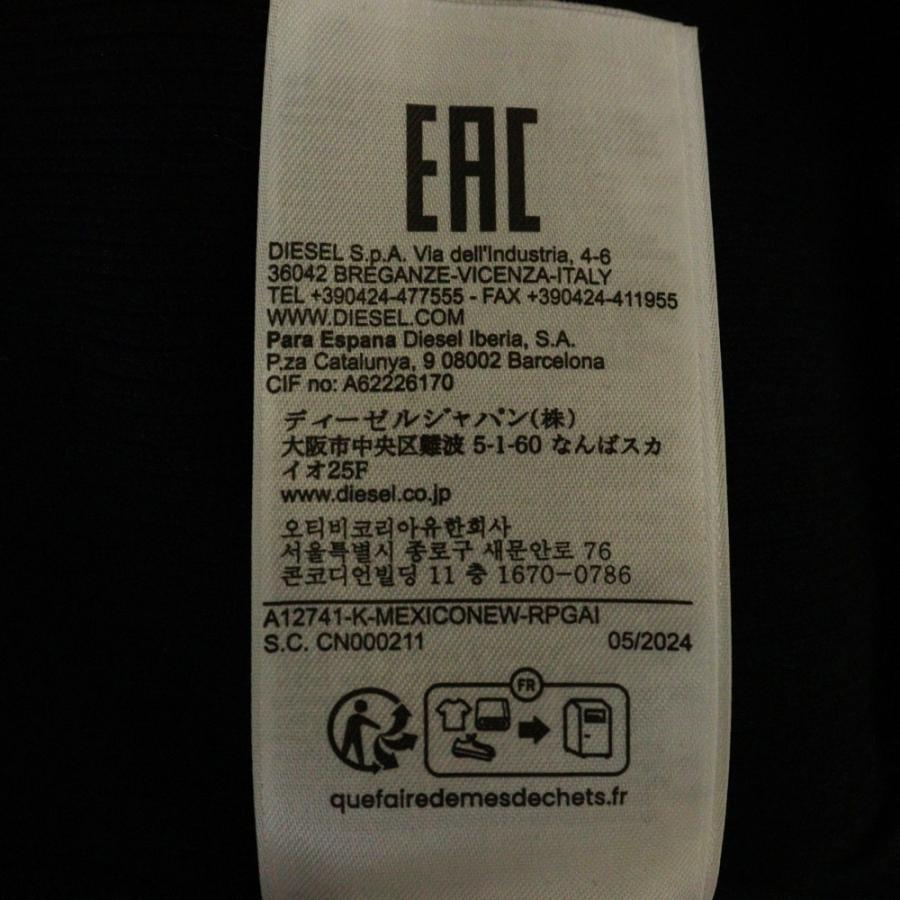 EAC
DIESEL S.p.A. Via dell'Industria, 4-6
36042 BREGANZE-VICENZA-ITALY
TEL +390424-477555 - FAX +390424-411955
WWW.DIESEL.COM
Para Espana Diesel Iberia, S.A.
P.za Catalunya, 9 08002 Barcelona
CIF no: A62226170
ディーゼルジャパン(株)
大阪市中央区難波 5-1-60 なんばスカ
イオ25F
www.diesel.co.jp
오티비코리아유한회사
서울특별시 종로구 새문안로 76
콘코디언빌딩 11 층 1670-0786
A12741-K-MEXICONEW-RPGAI
S.C. CN000211 05/2024
FR
quefairedemesdechets.fr